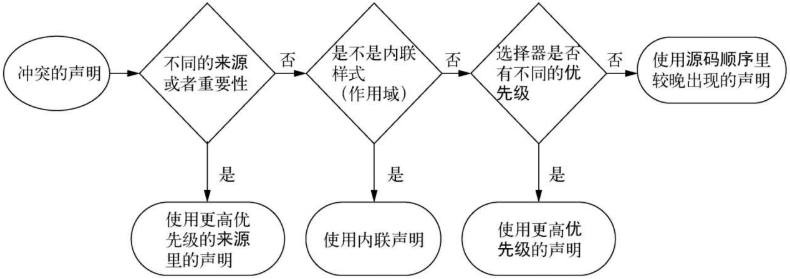 冲突的声明
不同的来源
或者重要性
否
是不是内联
样式
（作用域）
否
选择器是否
有不同的优
先级
否
使用源码顺序里
较晚出现的声明
是
使用更高优
先级的来源
里的声明
是
使用内联声明
是
使用更高优
先级的声明